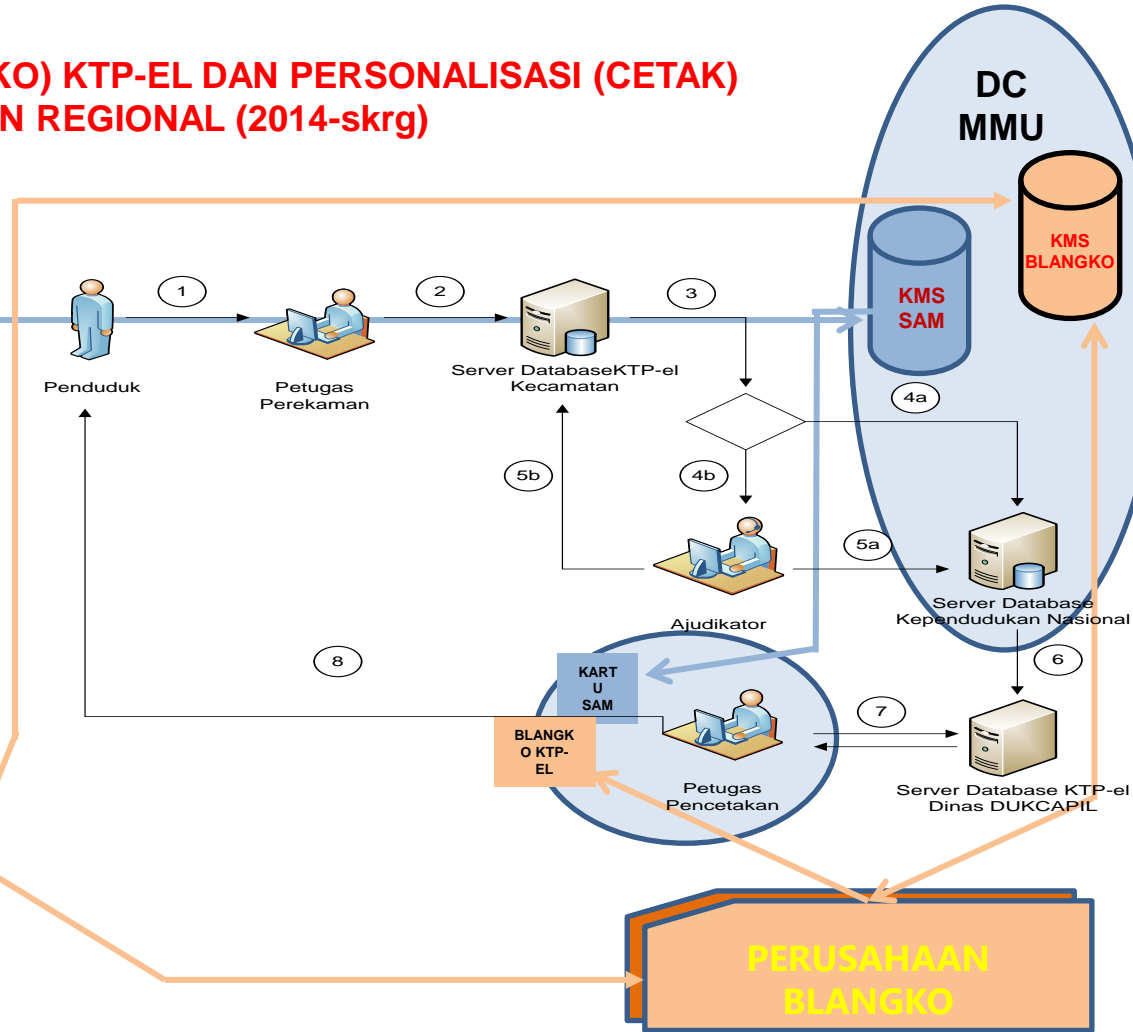 KO) KTP-EL DAN PERSONALISASI (CETAK)
N REGIONAL (2014-skrg)
DC
MMU
KMS
BLANGKO
KMS
SAM
1
2
3
Penduduk
Petugas
Perekaman
Server DatabaseKTP-el
Kecamatan
4a
5b
4b
5a
Ajudikator
Server Database
Kependudukan Nasional
8
6
KART
U
SAM
BLANGK
O KTP-
EL
7
Petugas
Pencetakan
Server Database KTP-el
Dinas DUKCAPIL
PERUSAHAAN
BLANGKO